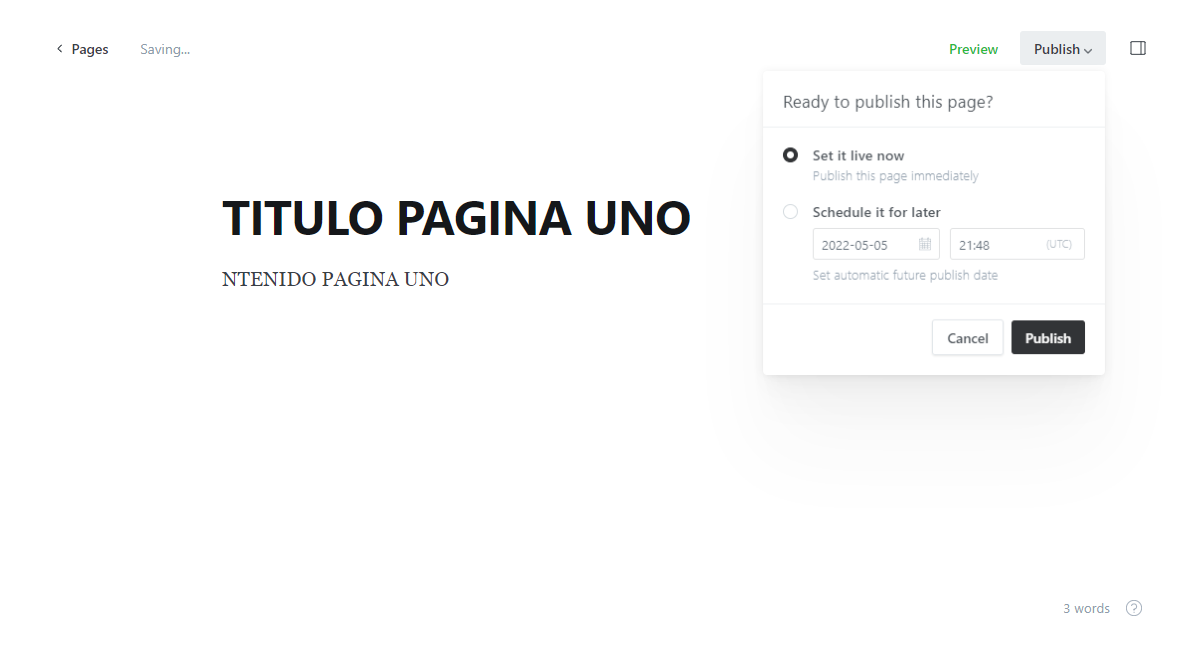 Pages Saving... Preview Publish
Ready to publish this page?
Set it live now
Publish this page immediately
TITULO PAGINA UNO
Schedule it for later
2022-05-05 21:48 (UTC)
Set automatic future publish date
NTENIDO PAGINA UNO
Cancel Publish
3 words